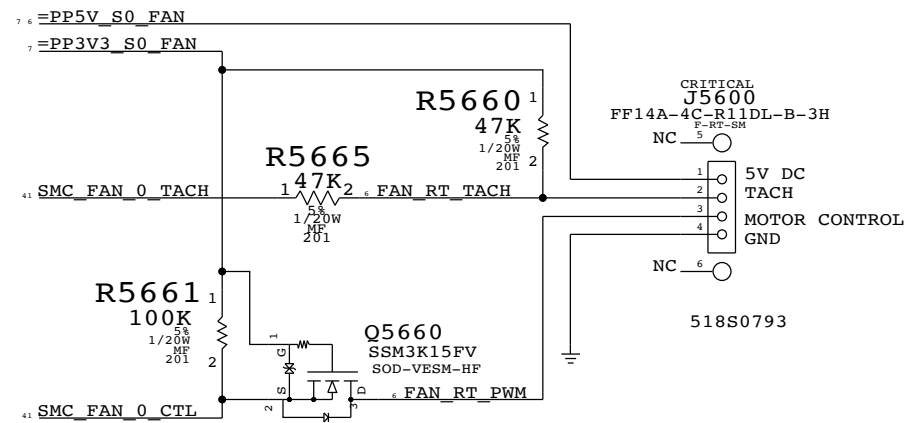 7 6 =PP5V_S0_FAN
7 =PP3V3_S0_FAN
CRITICAL
J5600
FF14A-4C-R11DL-B-3H
F-RT-SM
R5660 1
47K
5%
1/20W
MF
201
2
NC 5
R5665
1 47K 2
5%
1/20W
MF
201
41 SMC_FAN_0_TACH
6 FAN_RT_TACH
1 5V DC
2 TACH
3 MOTOR CONTROL
4 GND
NC 6
518S0793
R5661 1
100K
5%
1/20W
MF
201
2
Q5660
SSM3K15FV
SOD-VESM-HF
1
G
S
D
2
3
6 FAN_RT_PWM
41 SMC_FAN_0_CTL